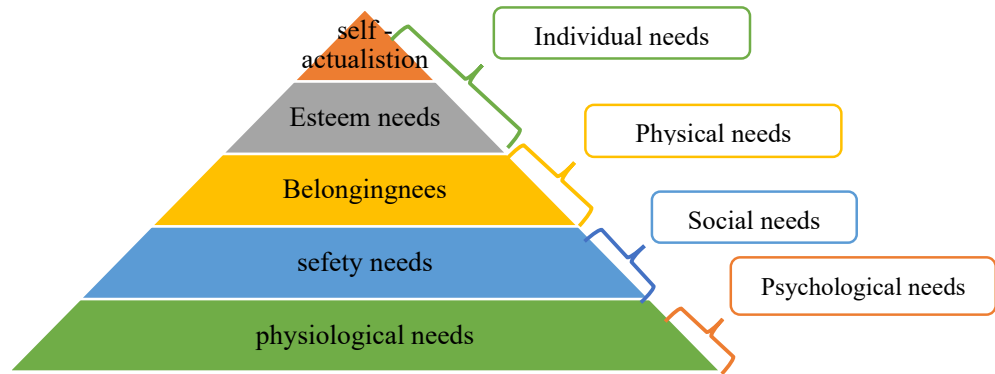 self -
actualistion
Individual needs
Esteem needs
Physical needs
Belongingnees
Social needs
sefety needs
Psychological needs
physiological needs